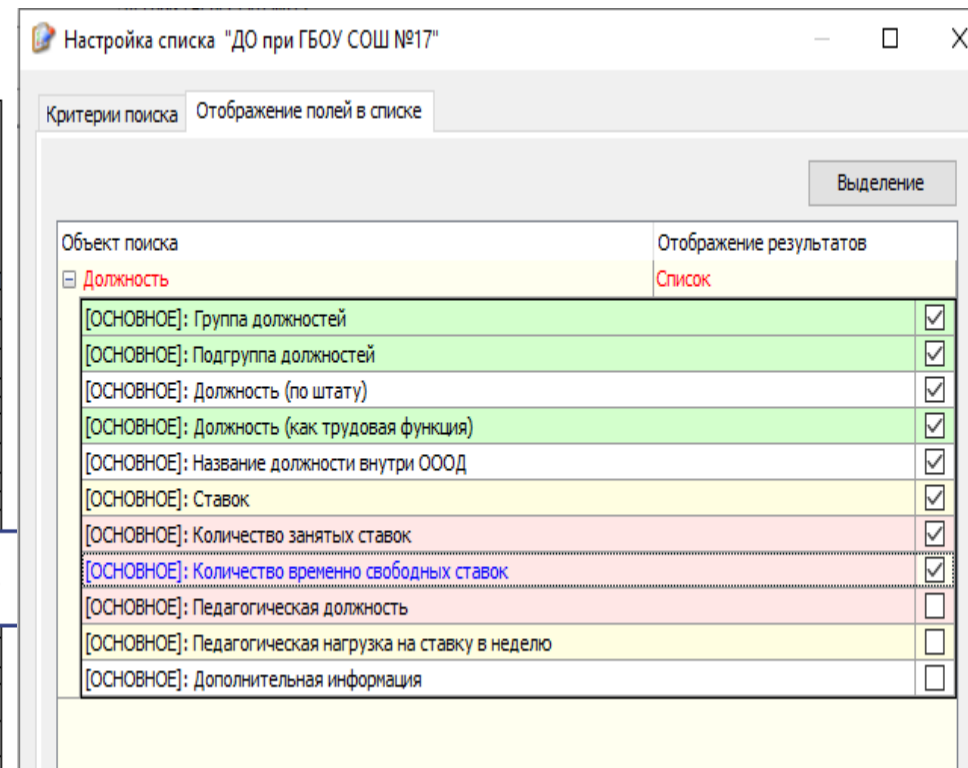 Настройка списка "ДО при ГБОУ СОШ №17"
Критерии поиска Отображение полей в списке
Выделение
Объект поиска Отображение результатов
Должность Список
[ОСНОВНОЕ]: Группа должностей
[ОСНОВНОЕ]: Подгруппа должностей
[ОСНОВНОЕ]: Должность (по штату)
[ОСНОВНОЕ]: Должность (как трудовая функция)
[ОСНОВНОЕ]: Название должности внутри ОООД
[ОСНОВНОЕ]: Ставок
[ОСНОВНОЕ]: Количество занятых ставок
[ОСНОВНОЕ]: Количество временно свободных ставок
[ОСНОВНОЕ]: Педагогическая должность
[ОСНОВНОЕ]: Педагогическая нагрузка на ставку в неделю
[ОСНОВНОЕ]: Дополнительная информация